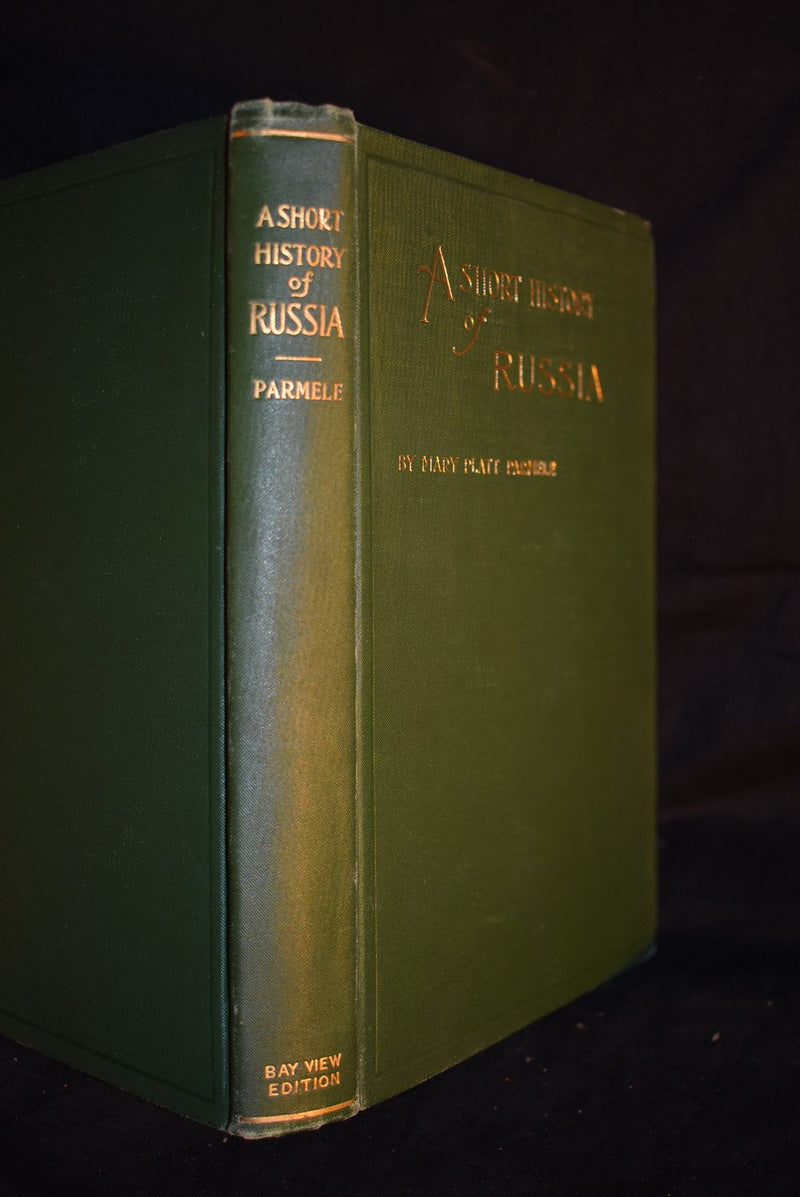 A SHORT
HISTORY
of
RUSSIA
PARMELE
BAY VIEW
EDITION
A SHORT HISTORY
of
RUSSIA
BY MARY PLATT PARMELE